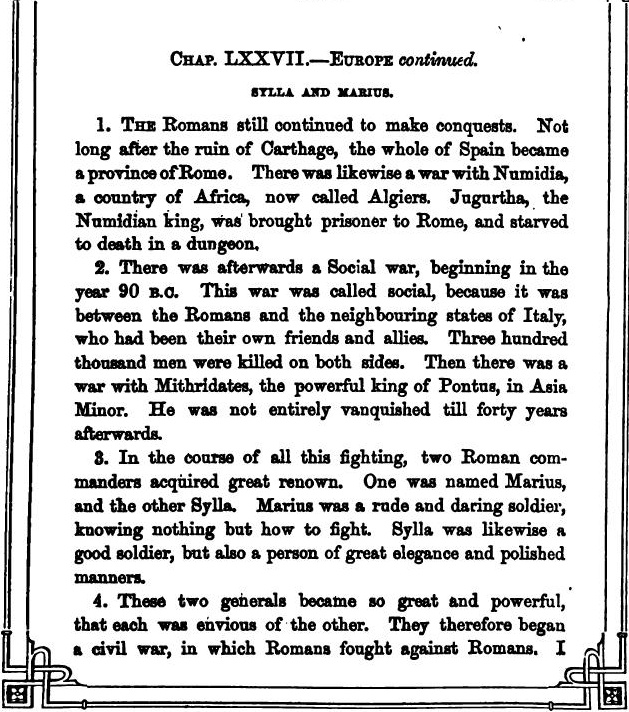 CHAP. LXXVII.—EUROPE continued.
SYLLA AND MARIUS.
1. THE Romans still continued to make conquests. Not
long after the ruin of Carthage, the whole of Spain became
a province of Rome. There was likewise a war with Numidia,
a country of Africa, now called Algiers. Jugurtha, the
Numidian king, was brought prisoner to Rome, and starved
to death in a dungeon.
2. There was afterwards a Social war, beginning in the
year 90 B.C. This war was called social, because it was
between the Romans and the neighbouring states of Italy,
who had been their own friends and allies. Three hundred
thousand men were killed on both sides. Then there was a
war with Mithridates, the powerful king of Pontus, in Asia
Minor. He was not entirely vanquished till forty years
afterwards.
3. In the course of all this fighting, two Roman com-
manders acquired great renown. One was named Marius,
and the other Sylla. Marius was a rude and daring soldier,
knowing nothing but how to fight. Sylla was likewise a
good soldier, but also a person of great elegance and polished
manners.
4. These two generals became so great and powerful,
that each was envious of the other. They therefore began
a civil war, in which Romans fought against Romans. I